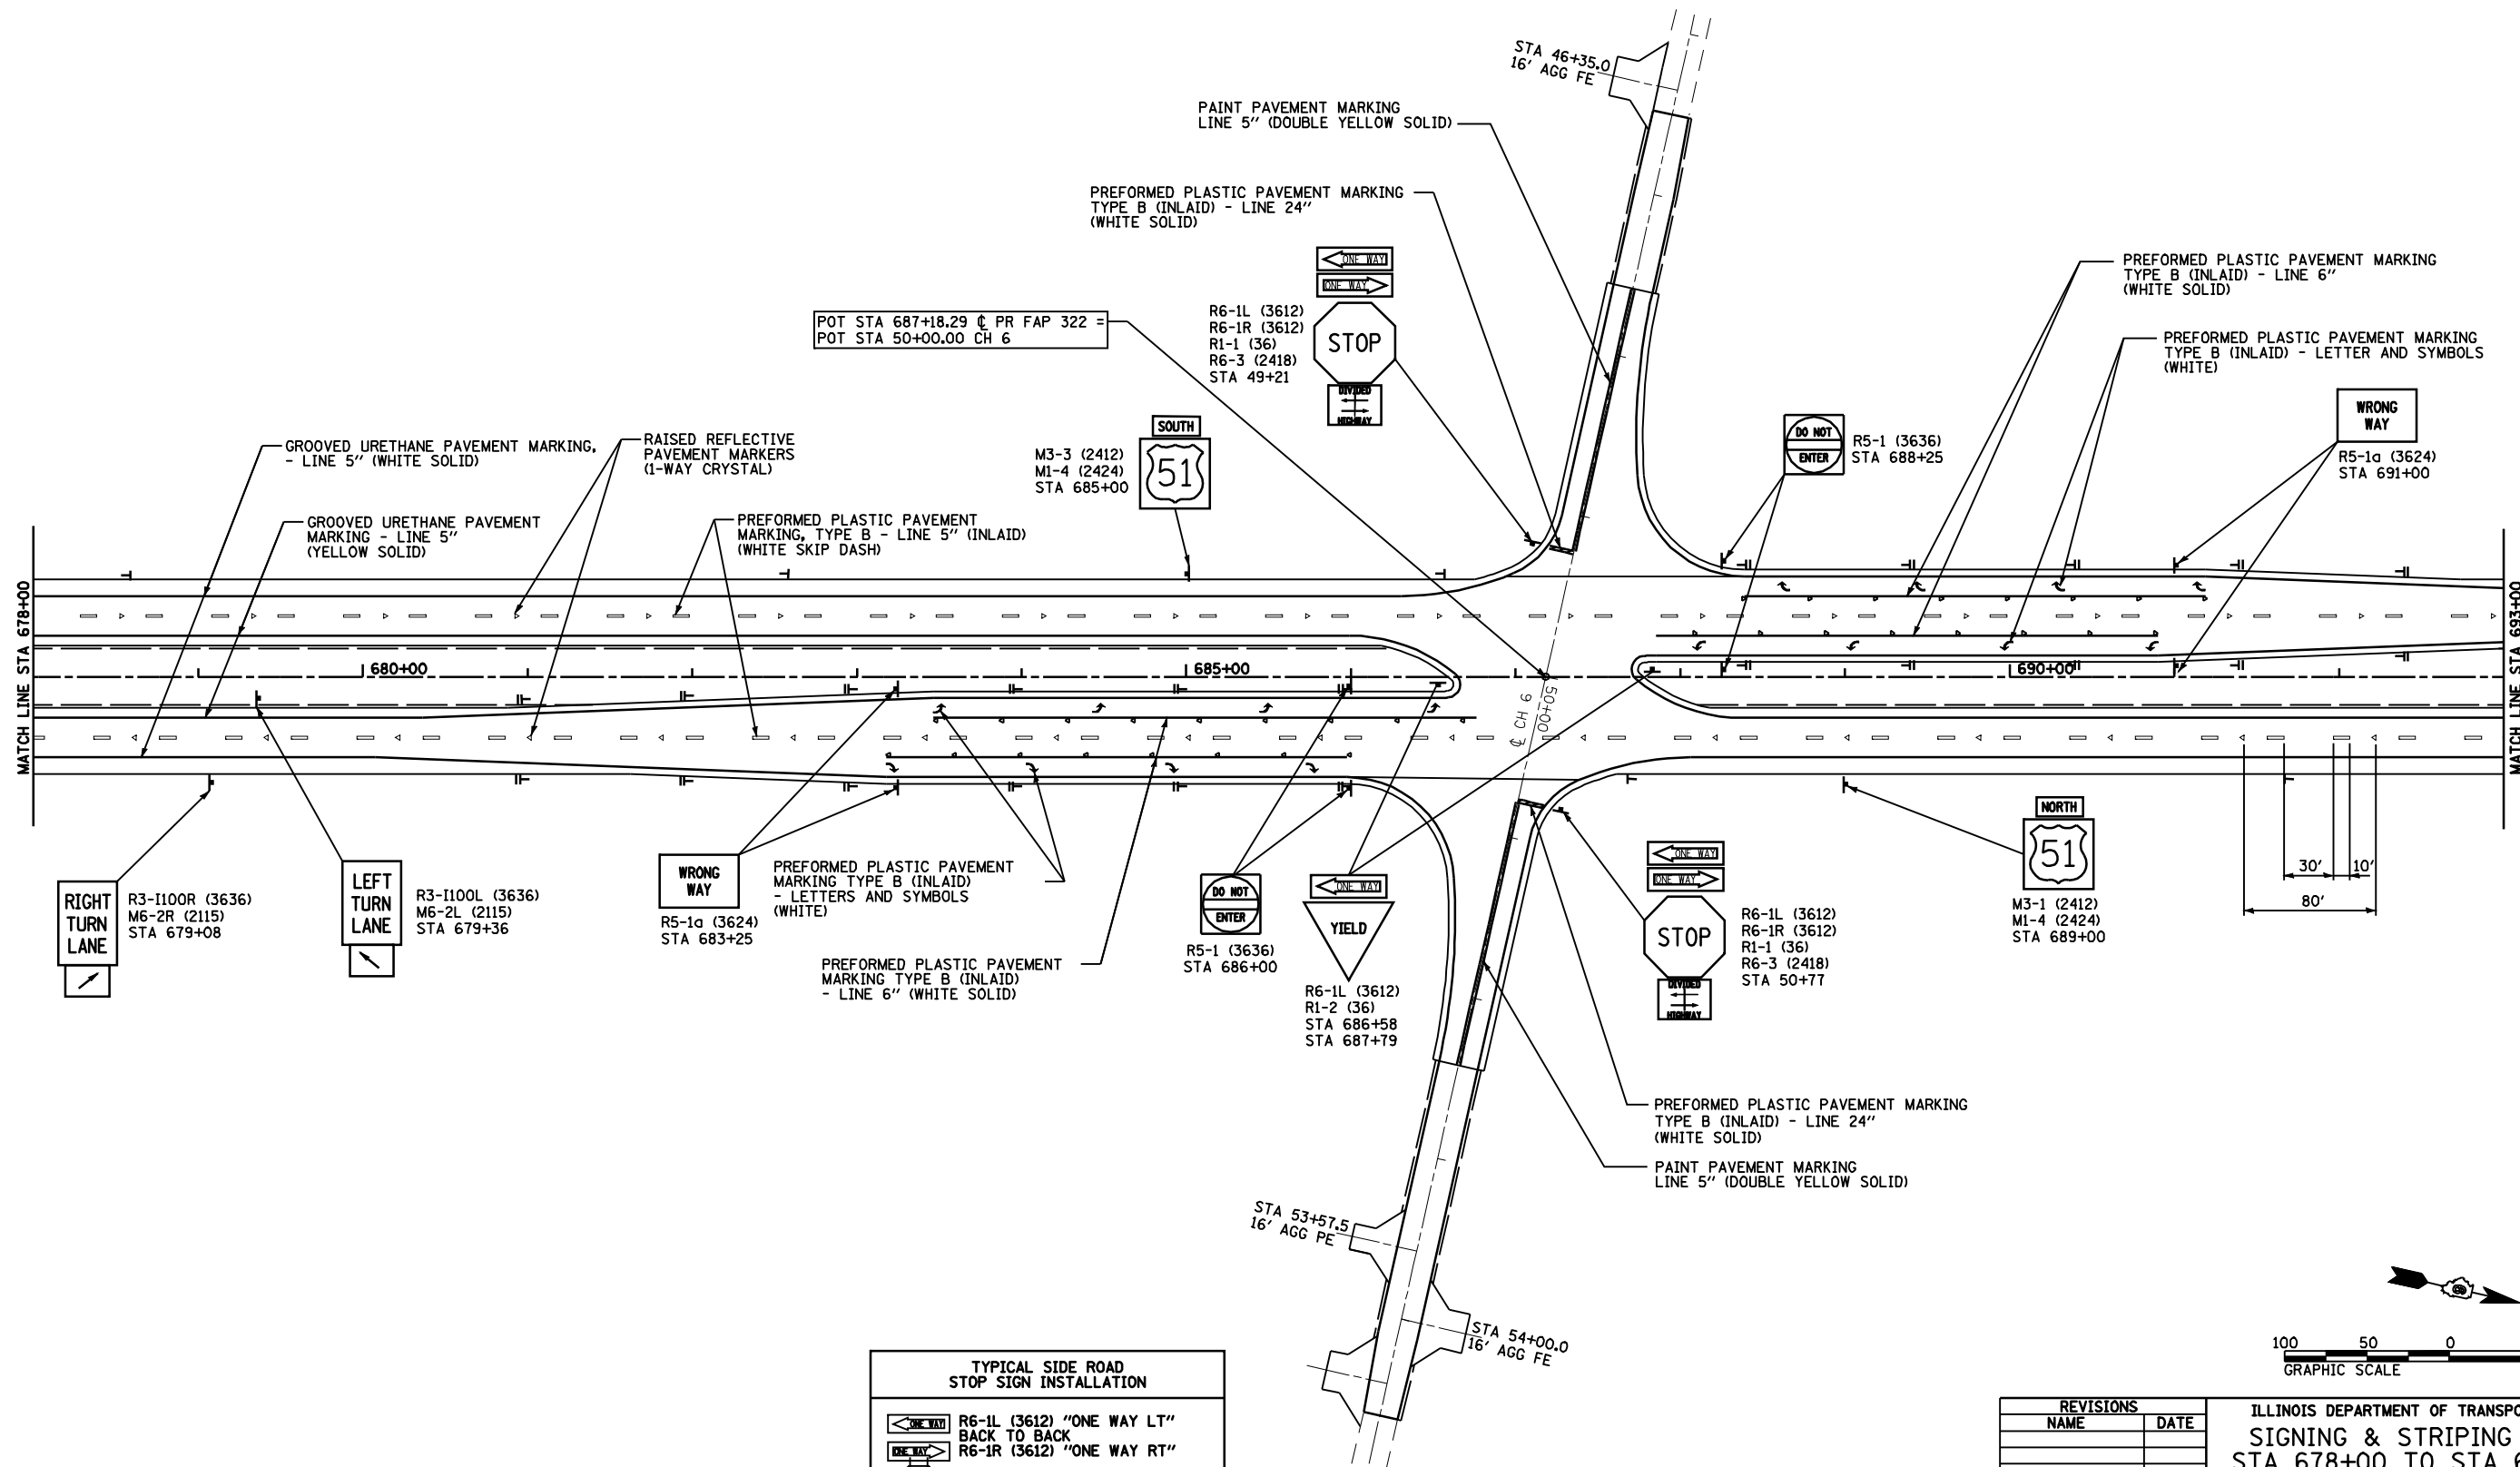 STA 46+35.0
16' AGG FE
PAINT PAVEMENT MARKING
LINE 5" (DOUBLE YELLOW SOLID)
PREFORMED PLASTIC PAVEMENT MARKING
TYPE B (INLAID) - LINE 24"
(WHITE SOLID)
ONE WAY
ONE WAY
R6-1L (3612)
R6-1R (3612)
R1-1 (36)
R6-3 (2418)
STA 49+21
STOP
DIVIDED
HIGHWAY
POT STA 687+18.29 ℄ PR FAP 322 =
POT STA 50+00.00 CH 6
PREFORMED PLASTIC PAVEMENT MARKING
TYPE B (INLAID) - LINE 6"
(WHITE SOLID)
PREFORMED PLASTIC PAVEMENT MARKING
TYPE B (INLAID) - LETTER AND SYMBOLS
(WHITE)
WRONG
WAY
R5-1a (3624)
STA 691+00
DO NOT
ENTER
R5-1 (3636)
STA 688+25
SOUTH
51
M3-3 (2412)
M1-4 (2424)
STA 685+00
GROOVED URETHANE PAVEMENT MARKING,
- LINE 5" (WHITE SOLID)
RAISED REFLECTIVE
PAVEMENT MARKERS
(1-WAY CRYSTAL)
GROOVED URETHANE PAVEMENT
MARKING - LINE 5"
(YELLOW SOLID)
PREFORMED PLASTIC PAVEMENT
MARKING, TYPE B - LINE 5" (INLAID)
(WHITE SKIP DASH)
MATCH LINE STA 678+00
680+00
685+00
690+00
MATCH LINE STA 693+00
℄ CH 6
50+00
RIGHT
TURN
LANE
R3-I100R (3636)
M6-2R (2115)
STA 679+08
LEFT
TURN
LANE
R3-I100L (3636)
M6-2L (2115)
STA 679+36
WRONG
WAY
R5-1a (3624)
STA 683+25
PREFORMED PLASTIC PAVEMENT
MARKING TYPE B (INLAID)
- LETTERS AND SYMBOLS
(WHITE)
PREFORMED PLASTIC PAVEMENT
MARKING TYPE B (INLAID)
- LINE 6" (WHITE SOLID)
DO NOT
ENTER
R5-1 (3636)
STA 686+00
ONE WAY
YIELD
R6-1L (3612)
R1-2 (36)
STA 686+58
STA 687+79
ONE WAY
ONE WAY
STOP
DIVIDED
HIGHWAY
R6-1L (3612)
R6-1R (3612)
R1-1 (36)
R6-3 (2418)
STA 50+77
NORTH
51
M3-1 (2412)
M1-4 (2424)
STA 689+00
30'
10'
80'
PREFORMED PLASTIC PAVEMENT MARKING
TYPE B (INLAID) - LINE 24"
(WHITE SOLID)
PAINT PAVEMENT MARKING
LINE 5" (DOUBLE YELLOW SOLID)
STA 53+57.5
16' AGG PE
STA 54+00.0
16' AGG FE
TYPICAL SIDE ROAD
STOP SIGN INSTALLATION
ONE WAY
R6-1L (3612) "ONE WAY LT"
BACK TO BACK
ONE WAY
R6-1R (3612) "ONE WAY RT"
100 50 0
GRAPHIC SCALE
REVISIONS
NAME DATE
ILLINOIS DEPARTMENT OF TRANSPO
SIGNING & STRIPING
STA 678+00 TO STA